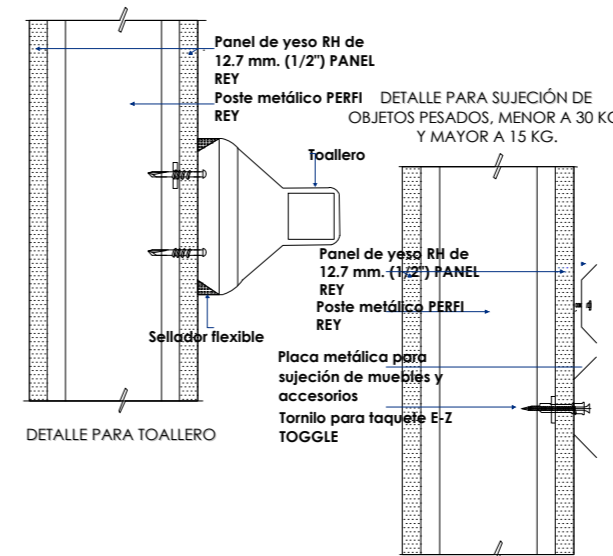 Panel de yeso RH de
12.7 mm. (1/2") PANEL
REY
Poste metálico PERFI
REY
Toallero
Sellador flexible
DETALLE PARA TOALLERO
DETALLE PARA SUJECIÓN DE
OBJETOS PESADOS, MENOR A 30 KG
Y MAYOR A 15 KG.
Panel de yeso RH de
12.7 mm. (1/2") PANEL
REY
Poste metálico PERFI
REY
Placa metálica para
sujeción de muebles y
accesorios
Tornilo para taquete E-Z
TOGGLE